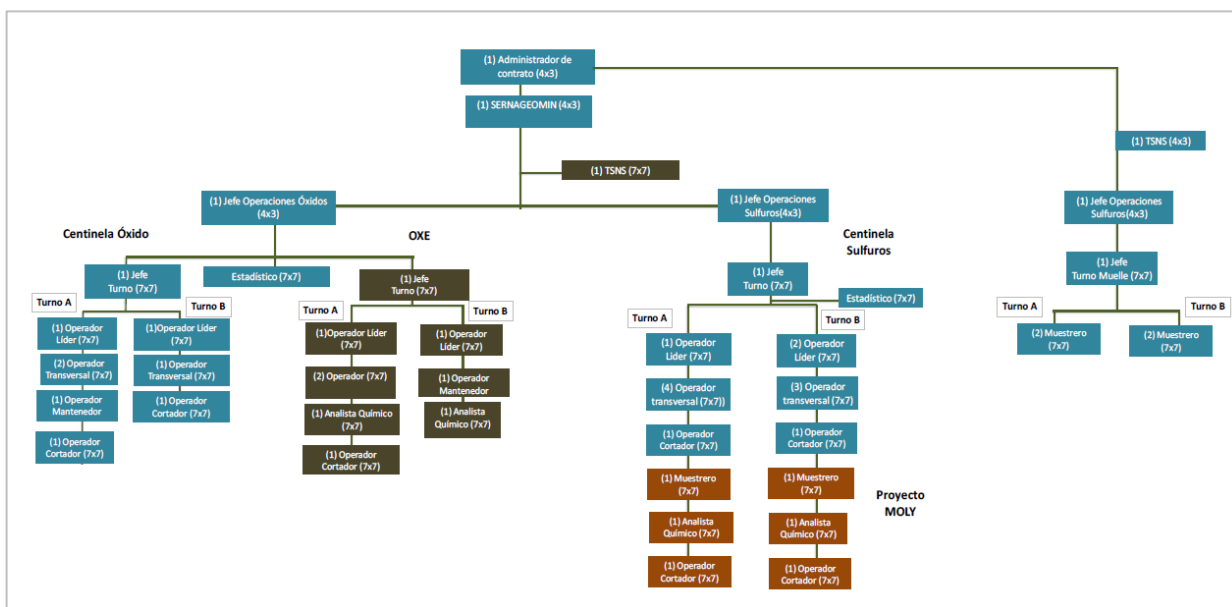 (1) Administrador de
contrato (4x3)
(1) SERNAGEOMIN (4x3)
(1) TSNS (4x3)
(1) TSNS (7x7)
(1) Jefe Operaciones Óxidos
(4x3)
(1) Jefe Operaciones
Sulfuros(4x3)
(1) Jefe Operaciones
Sulfuros(4x3)
Centinela Óxido
OXE
Centinela
Sulfuros
(1) Jefe
Turno (7x7)
Estadístico (7x7)
(1) Jefe
Turno (7x7)
(1) Jefe
Turno (7x7)
Estadístico (7x7)
(1) Jefe
Turno Muelle (7x7)
Turno A
Turno B
Turno A
Turno B
Turno A
Turno B
Turno A
Turno B
(1) Operador
Líder (7x7)
(2) Operador
Transversal (7x7)
(1) Operador
Mantenedor
(1) Operador
Cortador (7x7)
(1)Operador Líder
(7x7)
(1) Operador
Transversal (7x7)
(1) Operador
Cortador (7x7)
(1)Operador Líder
(7x7)
(2) Operador (7x7)
(1) Analista Químico
(7x7)
(1) Operador
Cortador (7x7)
(1) Operador
Líder (7x7)
(1) Operador
Mantenedor
(1) Analista
Químico (7x7)
(1) Operador
Líder (7x7)
(4) Operador
transversal (7x7))
(1) Operador
Cortador (7x7)
(1) Muestrero
(7x7)
(1) Analista
Químico (7x7)
(1) Operador
Cortador (7x7)
(2) Operador
Líder (7x7)
(3) Operador
transversal (7x7)
(1) Operador
Cortador (7x7)
(1) Muestrero
(7x7)
(1) Analista
Químico (7x7)
(1) Operador
Cortador (7x7)
Proyecto
MOLY
(2) Muestrero
(7x7)
(2) Muestrero
(7x7)